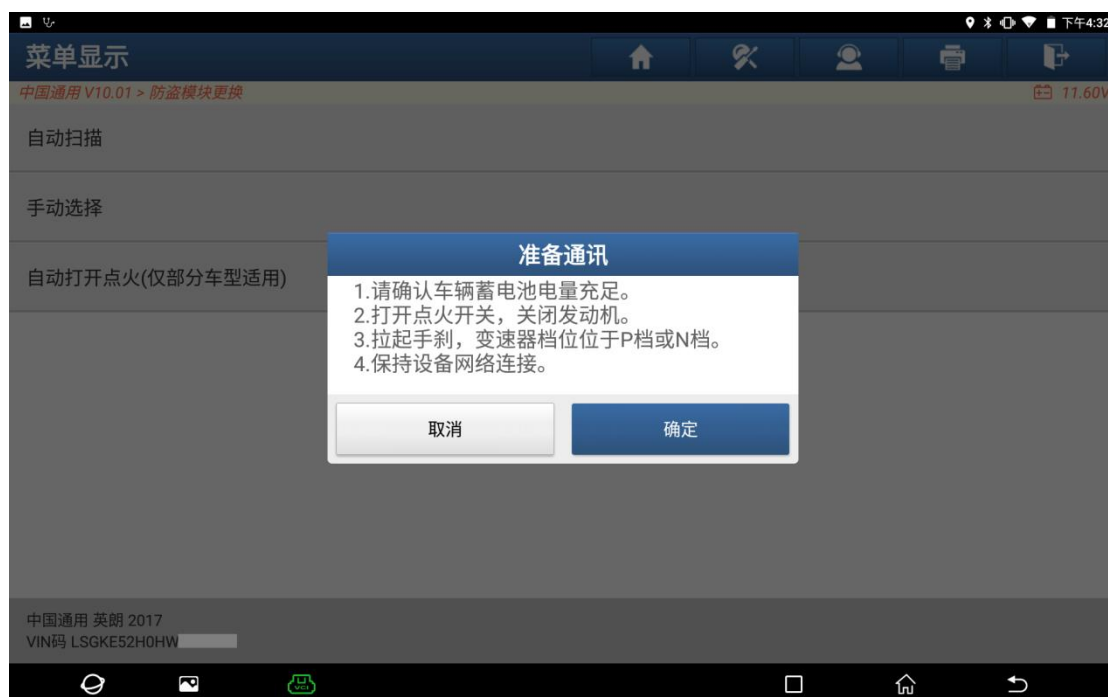 下午4:32
菜单显示
中国通用 V10.01 > 防盗模块更换
11.60V
自动扫描
手动选择
自动打开点火(仅部分车型适用)
准备通讯
1.请确认车辆蓄电池电量充足。
2.打开点火开关，关闭发动机。
3.拉起手刹，变速器档位位于P档或N档。
4.保持设备网络连接。
取消
确定
中国通用 英朗 2017
VIN码 LSGKE52H0HW
VCI